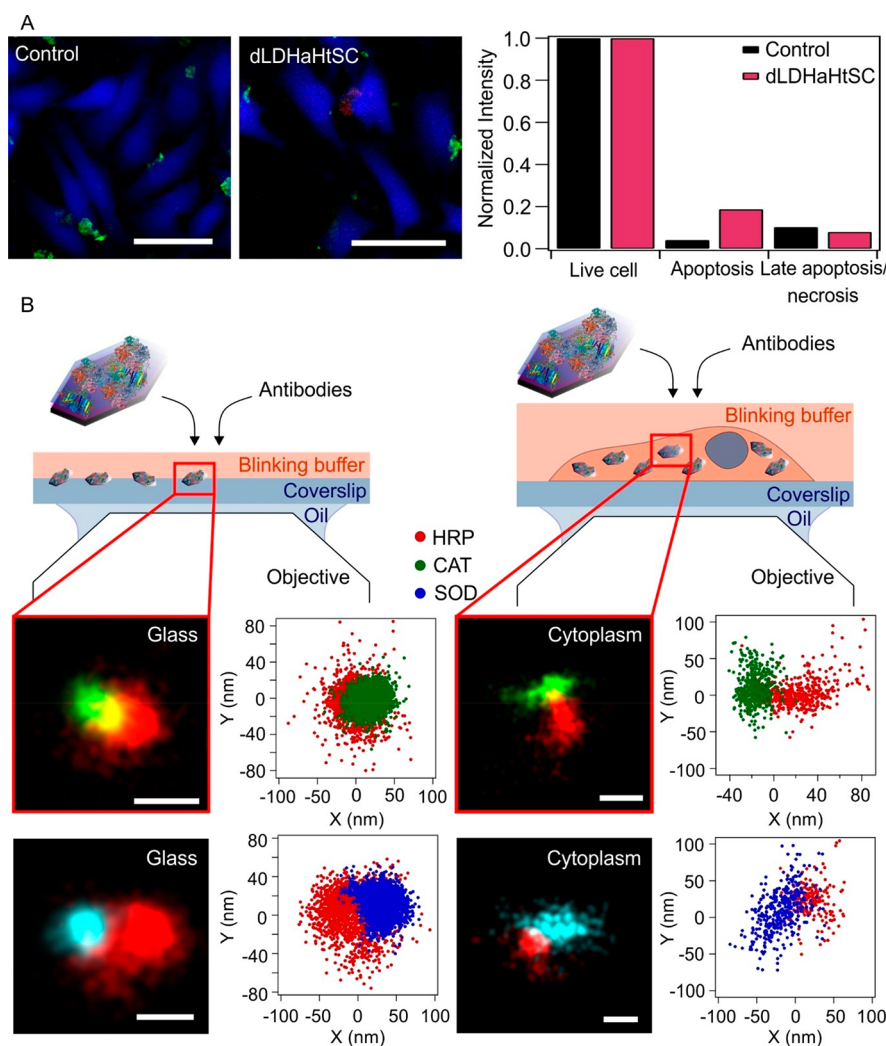 A
Control
dLDHaHtSC
Normalized Intensity
1.0
0.8
0.6
0.4
0.2
0.0
Control
dLDHaHtSC
Live cell
Apoptosis
Late apoptosis/
necrosis
B
Antibodies
Blinking buffer
Coverslip
Oil
Objective
Antibodies
Blinking buffer
Coverslip
Oil
Objective
HRP
CAT
SOD
Glass
Y (nm)
80
40
0
-40
-80
-100 -50 0 50 100
X (nm)
Cytoplasm
Y (nm)
100
50
0
-50
-100
-40 0 40 80
X (nm)
Glass
Y (nm)
80
40
0
-40
-80
-100 -50 0 50 100
X (nm)
Cytoplasm
Y (nm)
100
50
0
-50
-100
-100 -50 0 50 100
X (nm)